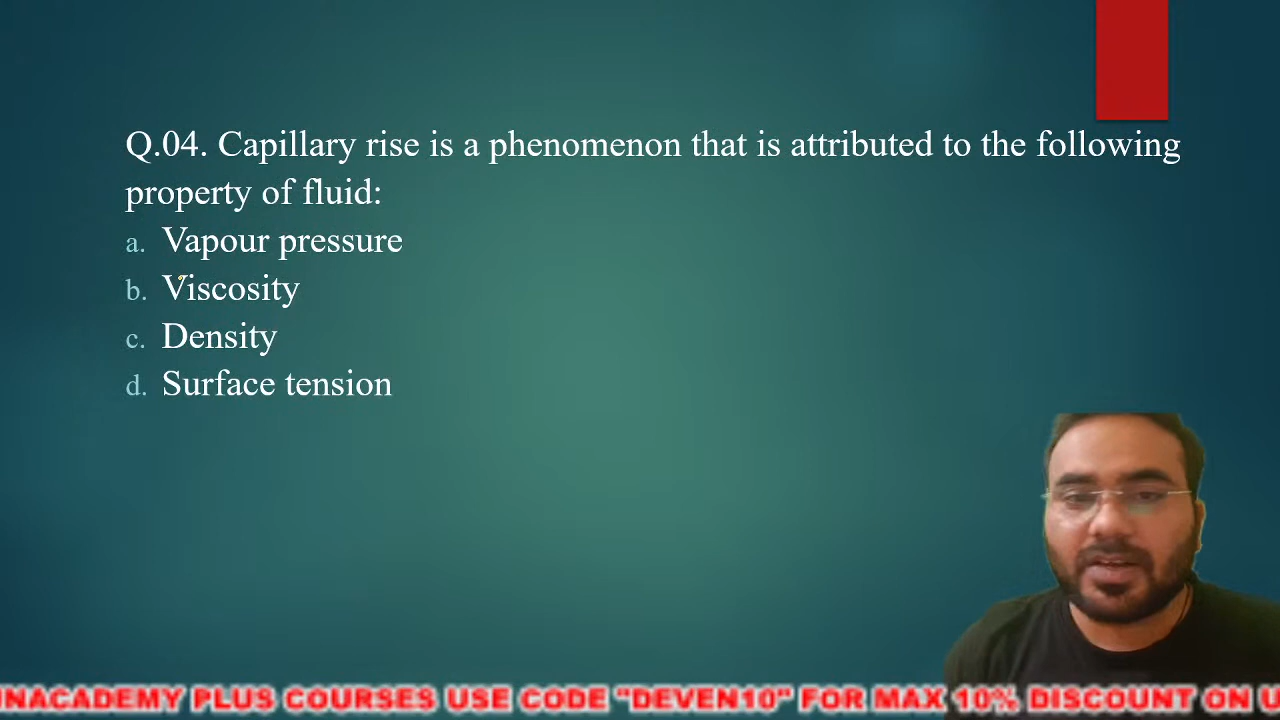 Q.04. Capillary rise is a phenomenon that is attributed to the following
property of fluid:
a. Vapour pressure
b. Viscosity
c. Density
d. Surface tension
PLUS COURSES USE CODE "DEVEN10" FOR MAX 10% DISCOUNT ON